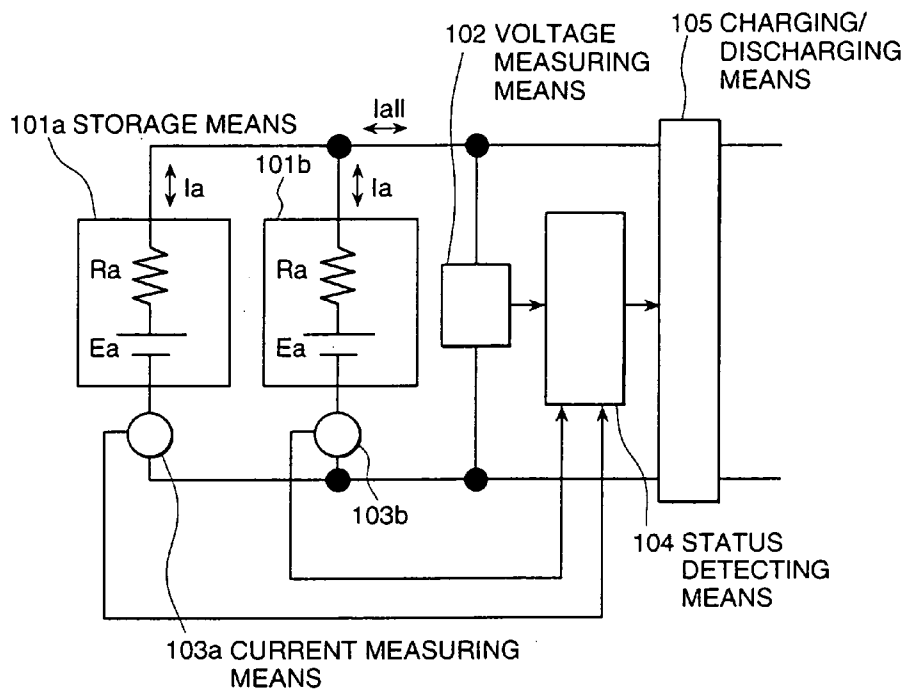 105 CHARGING/
DISCHARGING
MEANS
102 VOLTAGE
MEASURING
MEANS
Iall
101a STORAGE MEANS
101b
Ia
Ia
Ra
Ra
Ea
Ea
103b
104 STATUS
DETECTING
MEANS
103a CURRENT MEASURING
MEANS